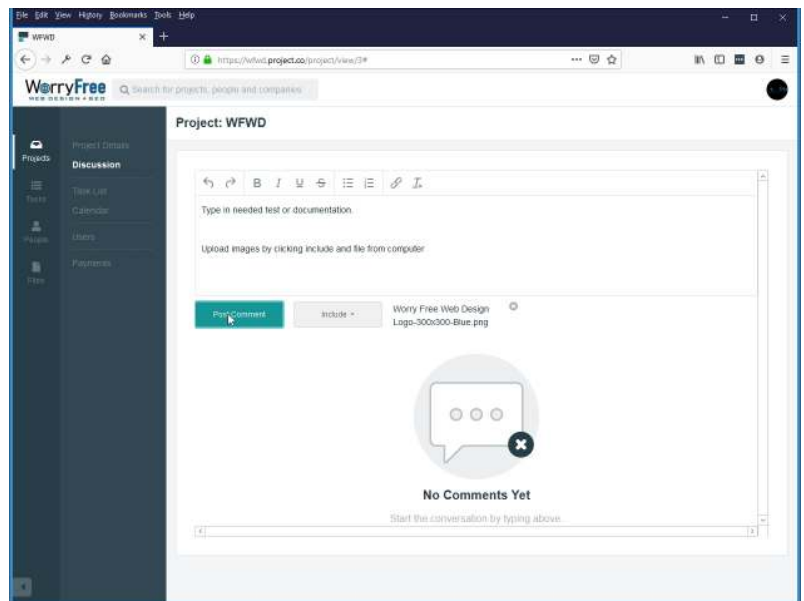 File Edit View History Bookmarks Tools Help
WFWD
https://wfwd.project.co/project/view/3#
WorryFree
WEB DESIGN + SEO
Search for projects, people and companies
Project: WFWD
Projects
Tasks
People
Files
Project Details
Discussion
Task List
Calendar
Users
Payments
B I U S
Type in needed test or documentation.
Upload images by clicking include and file from computer
Post Comment
Include
Worry Free Web Design
Logo-300x300-Blue.png
No Comments Yet
Start the conversation by typing above.